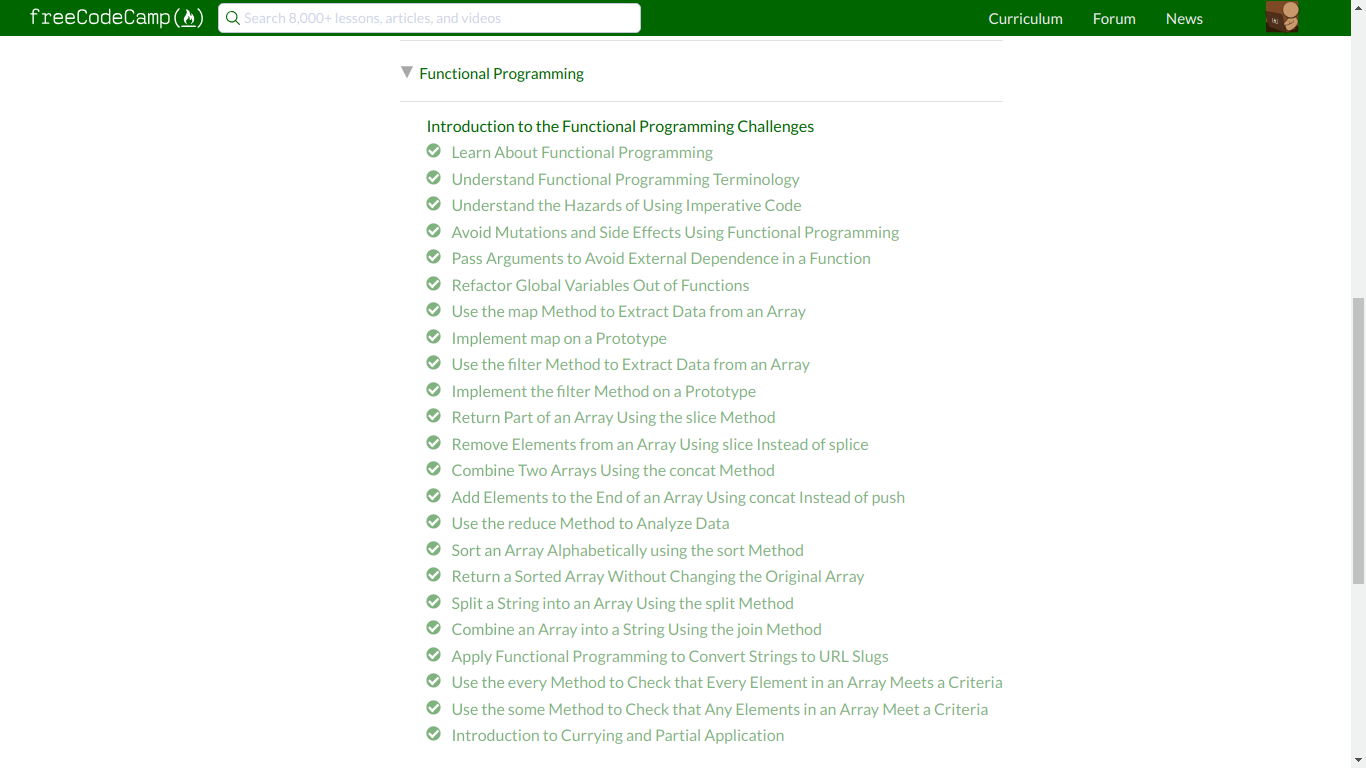 freeCodeCamp(🔥)
Search 8,000+ lessons, articles, and videos
Curriculum
Forum
News
Functional Programming
Introduction to the Functional Programming Challenges
Learn About Functional Programming
Understand Functional Programming Terminology
Understand the Hazards of Using Imperative Code
Avoid Mutations and Side Effects Using Functional Programming
Pass Arguments to Avoid External Dependence in a Function
Refactor Global Variables Out of Functions
Use the map Method to Extract Data from an Array
Implement map on a Prototype
Use the filter Method to Extract Data from an Array
Implement the filter Method on a Prototype
Return Part of an Array Using the slice Method
Remove Elements from an Array Using slice Instead of splice
Combine Two Arrays Using the concat Method
Add Elements to the End of an Array Using concat Instead of push
Use the reduce Method to Analyze Data
Sort an Array Alphabetically using the sort Method
Return a Sorted Array Without Changing the Original Array
Split a String into an Array Using the split Method
Combine an Array into a String Using the join Method
Apply Functional Programming to Convert Strings to URL Slugs
Use the every Method to Check that Every Element in an Array Meets a Criteria
Use the some Method to Check that Any Elements in an Array Meet a Criteria
Introduction to Currying and Partial Application